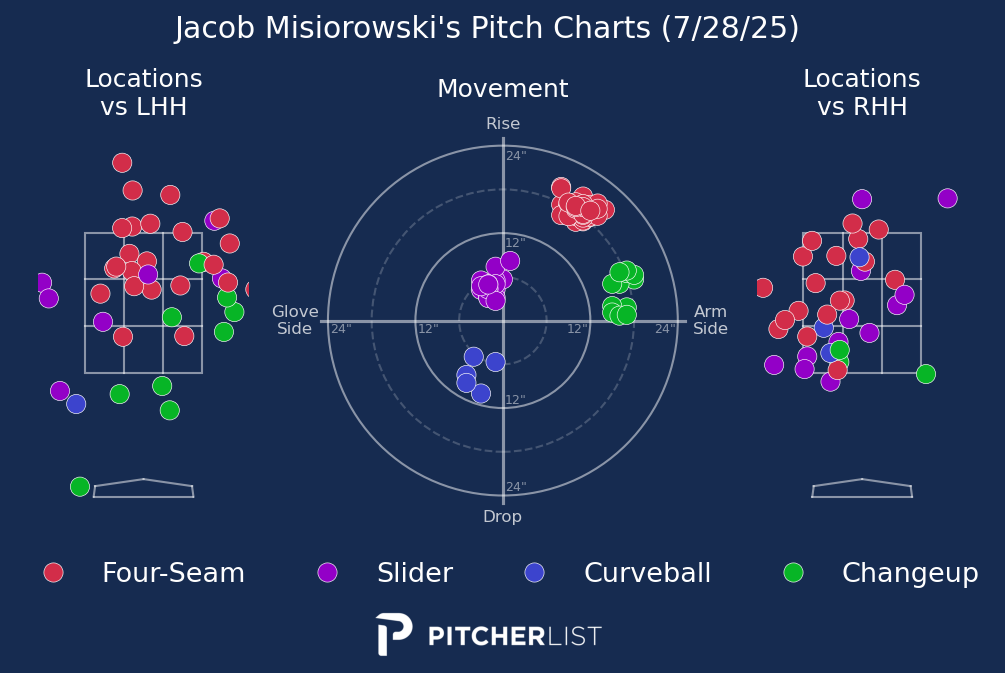 Jacob Misiorowski's Pitch Charts (7/28/25)
Locations
vs LHH
Movement
Locations
vs RHH
Rise
24"
12"
Glove
Side
24"
12"
12"
24"
Arm
Side
12"
24"
Drop
Four-Seam
Slider
Curveball
Changeup
PITCHERLIST